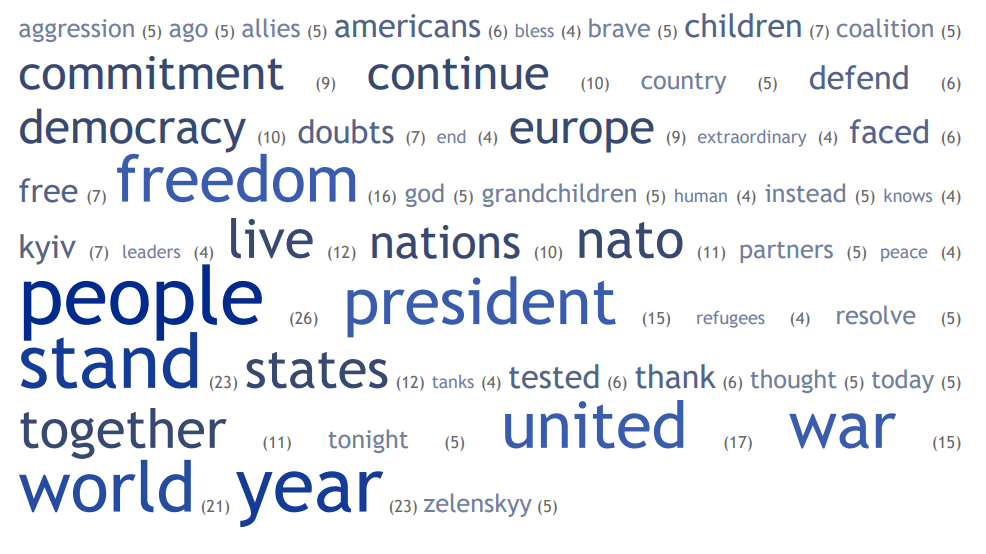 aggression (5) ago (5) allies (5) americans (6) bless (4) brave (5) children (7) coalition (5)
commitment (9) continue (10) country (5) defend (6)
democracy (10) doubts (7) end (4) europe (9) extraordinary (4) faced (6)
free (7) freedom (16) god (5) grandchildren (5) human (4) instead (5) knows (4)
kyiv (7) leaders (4) live (12) nations (10) nato (11) partners (5) peace (4)
people (26) president (15) refugees (4) resolve (5)
stand (23) states (12) tanks (4) tested (6) thank (6) thought (5) today (5)
together (11) tonight (5) united (17) war (15)
world (21) year (23) zelenskyy (5)